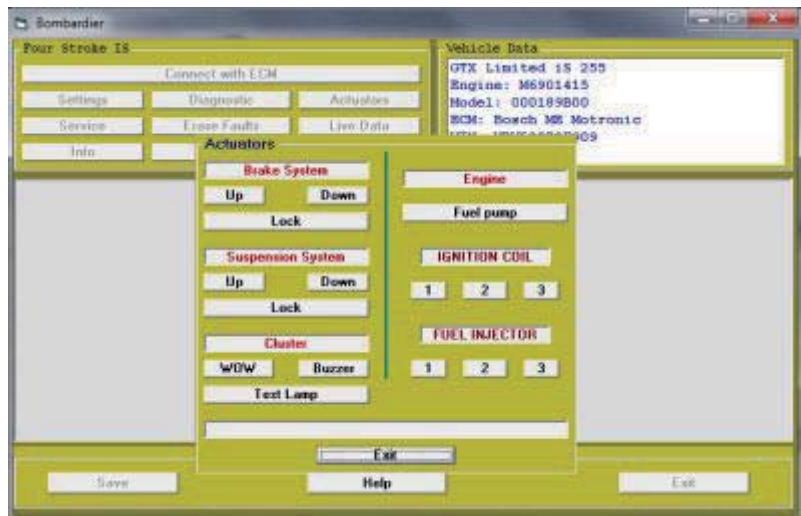 Bombardier
Four Stroke IS
Connect with ECM
Settings Diagnostic Actuators
Service Erase Faults Live Data
Info
Vehicle Data
GTX Limited iS 255
Engine: M6901415
Model: 000189B00
ECM: Bosch ME Motronic
Actuators
Brake System
Up Down
Lock
Suspension System
Up Down
Lock
Cluster
WOW Buzzer
Text Lamp
Engine
Fuel pump
IGNITION COIL
1 2 3
FUEL INJECTOR
1 2 3
Exit
Save Help Exit